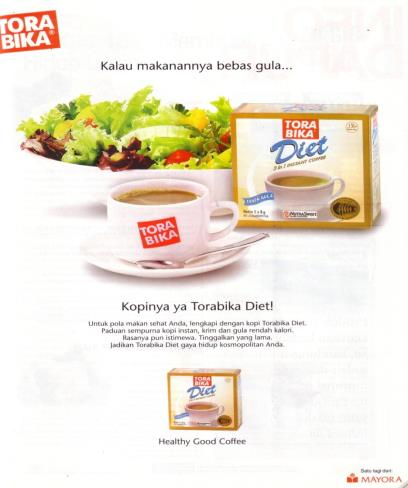 TORA
BIKA®
Kalau makanannya bebas gula...
TORA
BIKA
Diet
3 in 1 INSTANT COFFEE
TANPA GULA
NutraSweet
TORA
BIKA
Kopinya ya Torabika Diet!
Untuk pola makan sehat Anda, lengkapi dengan kopi Torabika Diet.
Paduan sempurna kopi instan, krim dan gula rendah kalori.
Rasanya pun istimewa. Tinggalkan yang lama.
Jadikan Torabika Diet gaya hidup kosmopolitan Anda.
TORA
BIKA
Diet
Healthy Good Coffee
Satu lagi dari:
MAYORA